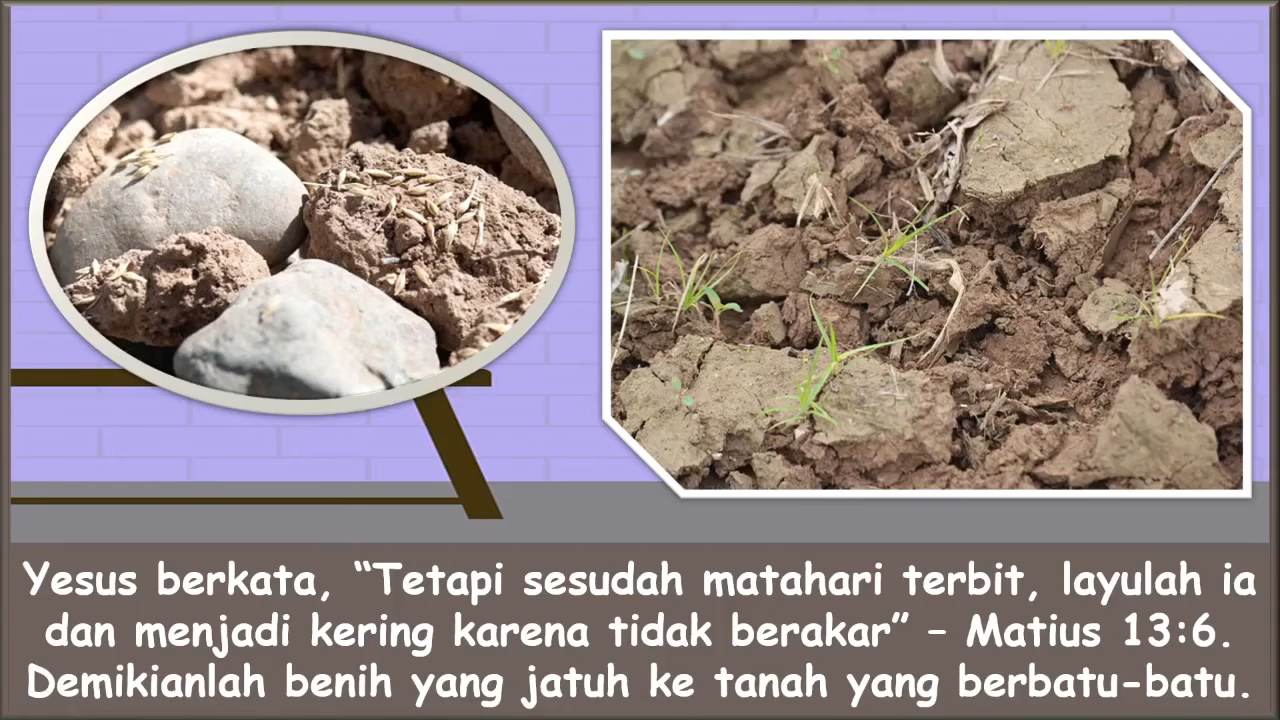 Yesus berkata, “Tetapi sesudah matahari terbit, layulah ia
dan menjadi kering karena tidak berakar” – Matius 13:6.
Demikianlah benih yang jatuh ke tanah yang berbatu-batu.